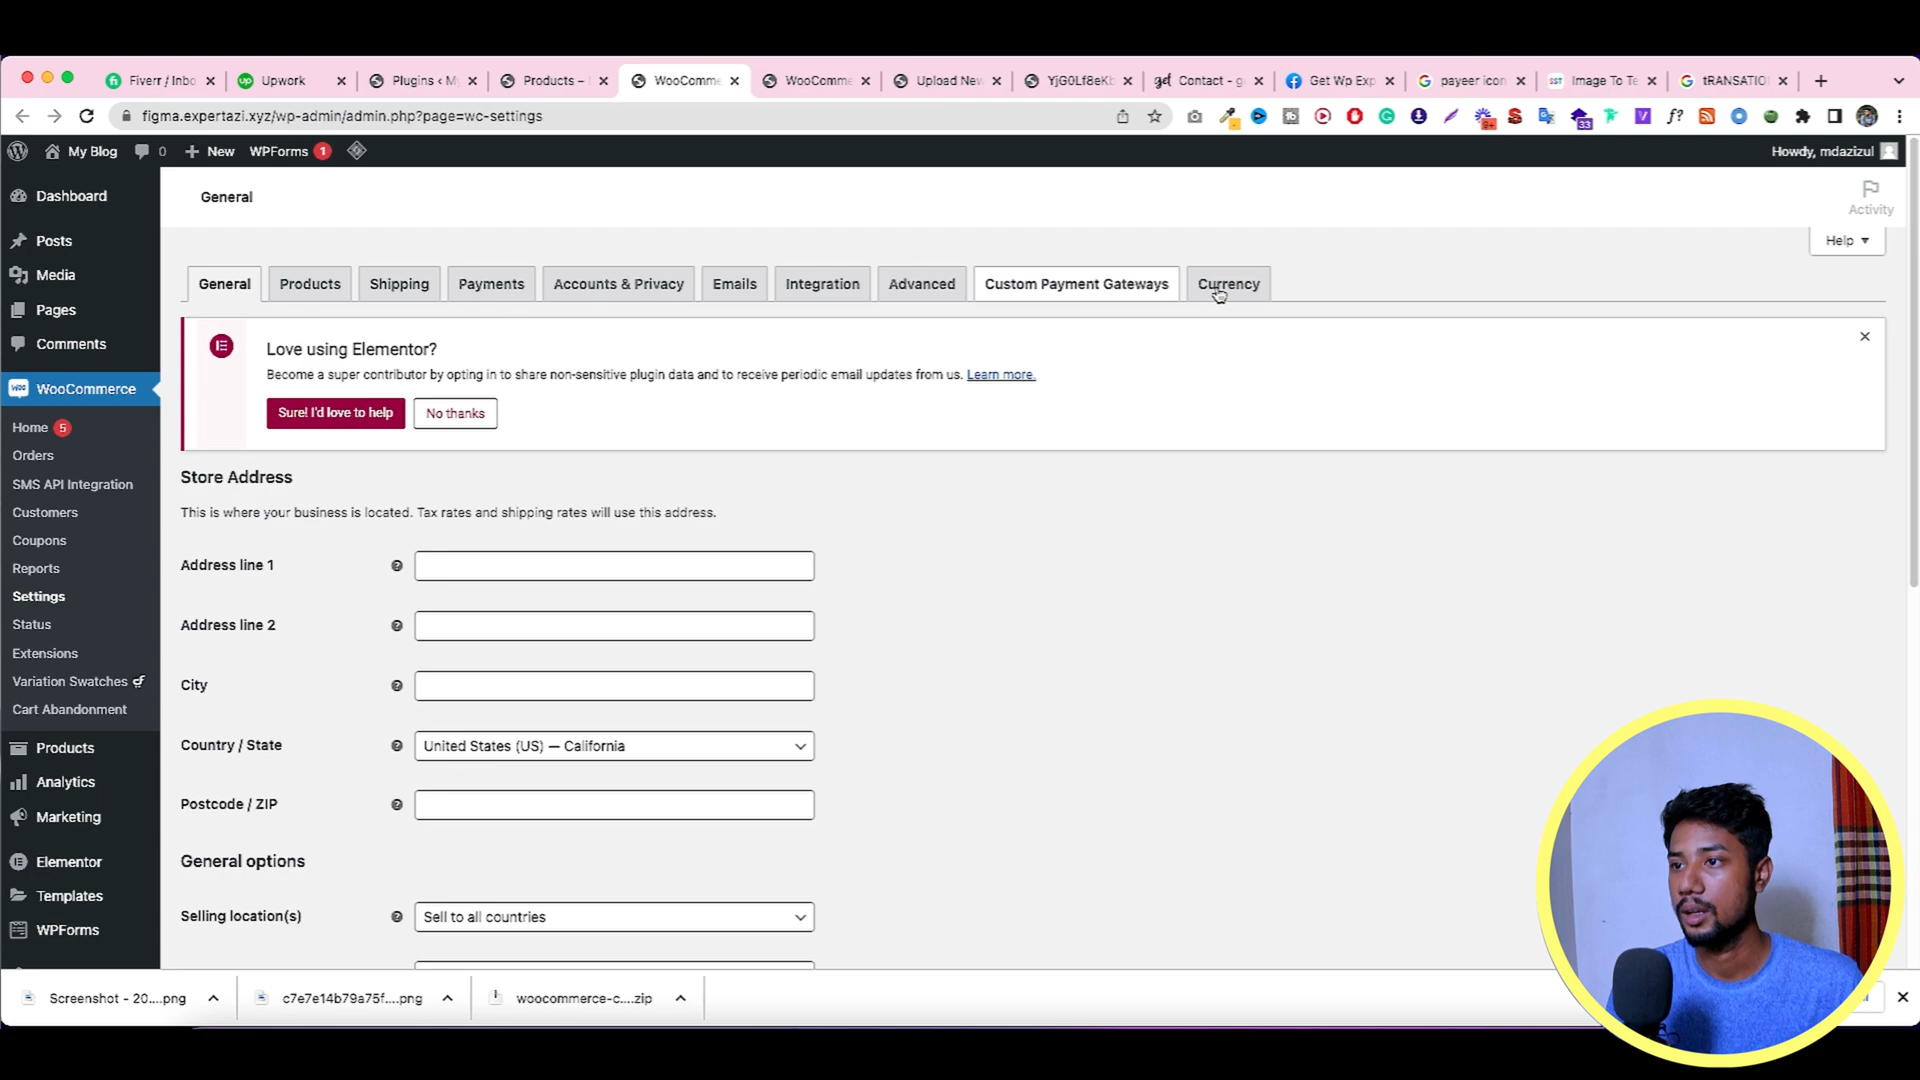 Fiverr / Inbo
Upwork
Plugins ‹ M
Products –
WooComme
WooComme
Upload New
YjG0Lf8eKb
get Contact - g
Get Wp Exp
payeer icon
SST Image To Te
tRANSATIO
figma.expertazi.xyz/wp-admin/admin.php?page=wc-settings
My Blog 0 New WPForms 1
Howdy, mdazizul
General
Activity
Help
General Products Shipping Payments Accounts & Privacy Emails Integration Advanced Custom Payment Gateways Currency
Love using Elementor?
Become a super contributor by opting in to share non-sensitive plugin data and to receive periodic email updates from us. Learn more.
Sure! I'd love to help No thanks
Dashboard
Posts
Media
Pages
Comments
WooCommerce
Home 5
Orders
SMS API Integration
Customers
Coupons
Reports
Settings
Status
Extensions
Variation Swatches
Cart Abandonment
Products
Analytics
Marketing
Elementor
Templates
WPForms
Store Address
This is where your business is located. Tax rates and shipping rates will use this address.
Address line 1
Address line 2
City
Country / State United States (US) — California
Postcode / ZIP
General options
Selling location(s) Sell to all countries
Screenshot - 20....png
c7e7e14b79a75f....png
woocommerce-c....zip